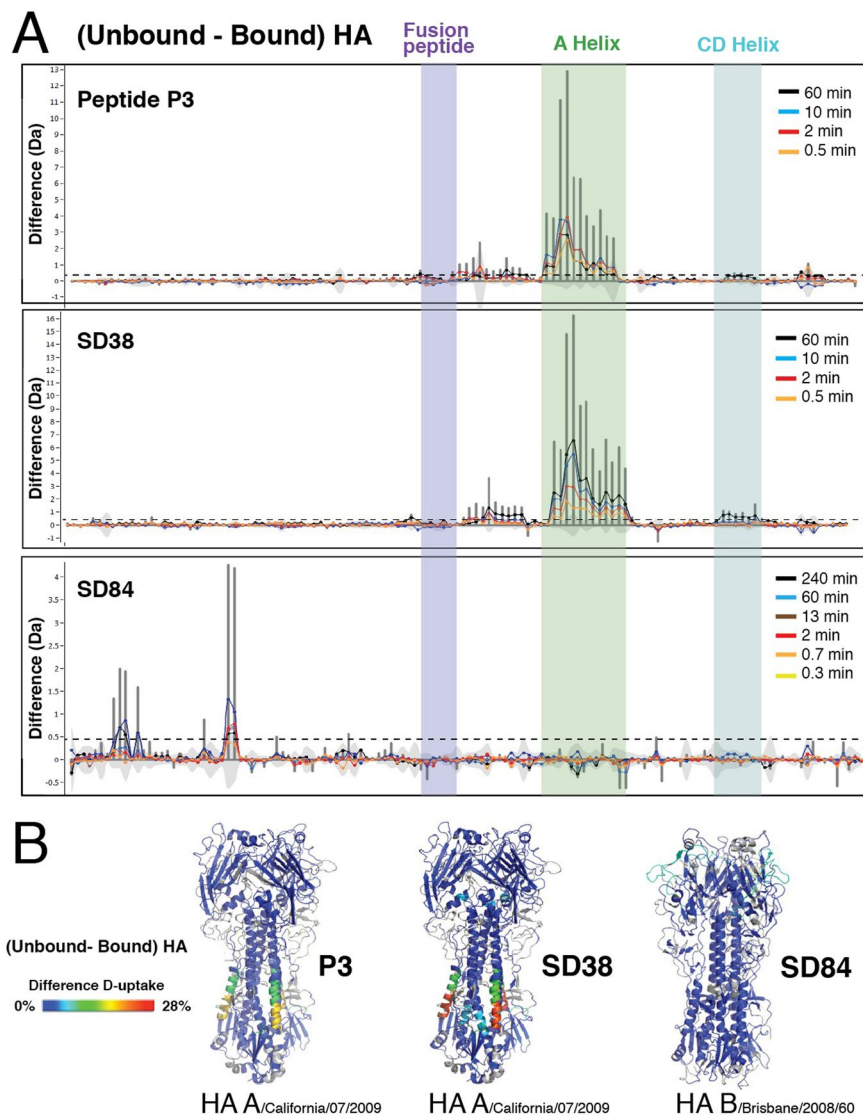 A
(Unbound - Bound) HA
Fusion
peptide
A Helix
CD Helix
Peptide P3
Difference (Da)
13
12
11
10
9
8
7
6
5
4
3
2
1
0
-1
60 min
10 min
2 min
0.5 min
SD38
Difference (Da)
16
15
14
13
12
11
10
9
8
7
6
5
4
3
2
1
0
-1
60 min
10 min
2 min
0.5 min
SD84
Difference (Da)
4
3.5
3
2.5
2
1.5
1
0.5
0
-0.5
240 min
60 min
13 min
2 min
0.7 min
0.3 min
B
(Unbound- Bound) HA
Difference D-uptake
0%
28%
P3
SD38
SD84
HA A/California/07/2009
HA A/California/07/2009
HA B/Brisbane/2008/60